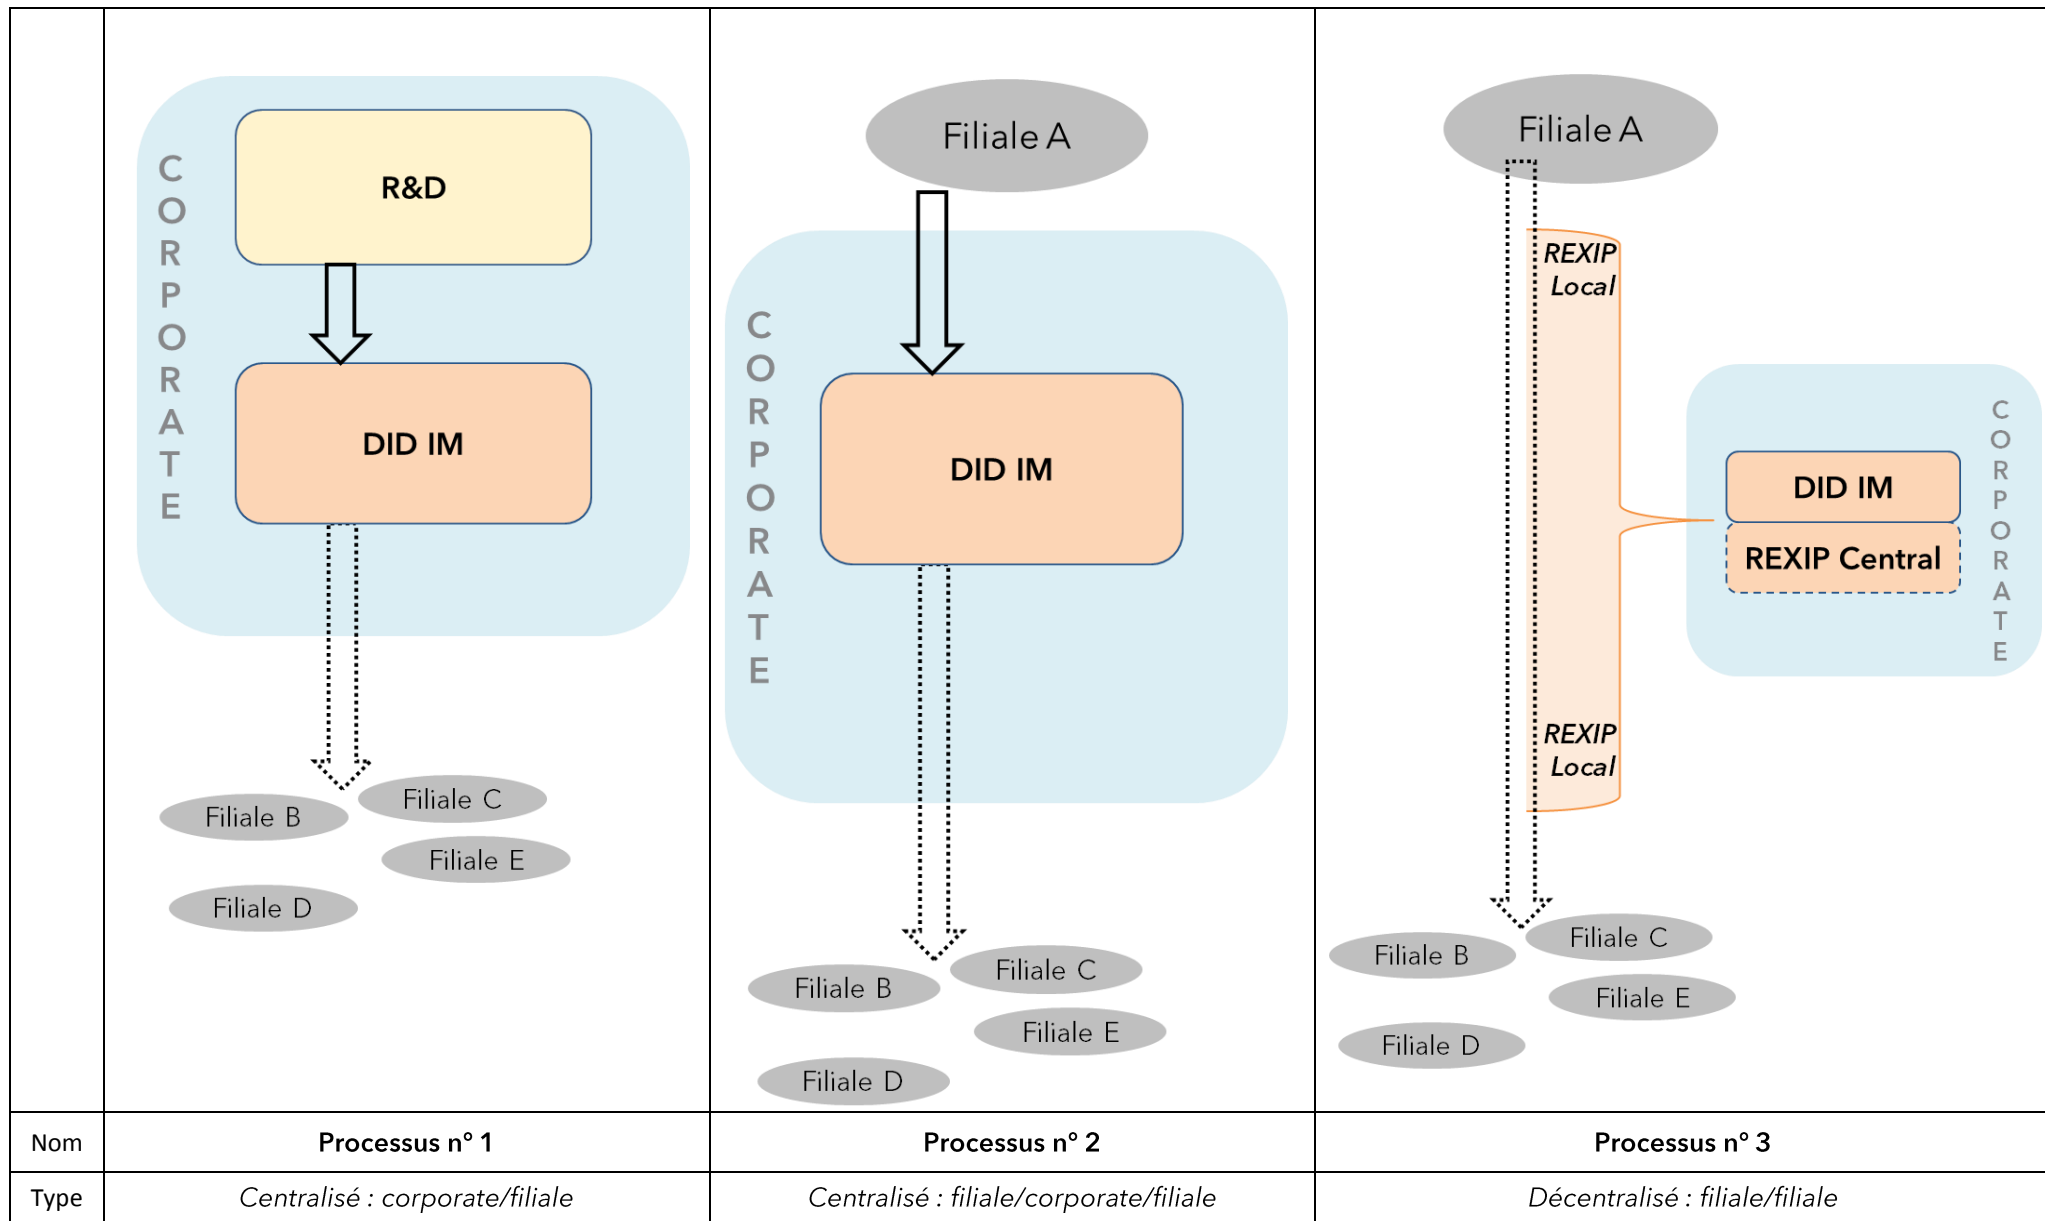 CORPORATE
R&D
DID IM
Filiale B
Filiale C
Filiale E
Filiale D
Filiale A
CORPORATE
DID IM
Filiale B
Filiale C
Filiale E
Filiale D
Filiale A
REXIP
Local
REXIP
Local
CORPORATE
DID IM
REXIP Central
Filiale B
Filiale C
Filiale E
Filiale D
Nom
Processus n° 1
Processus n° 2
Processus n° 3
Type
Centralisé : corporate/filiale
Centralisé : filiale/corporate/filiale
Décentralisé : filiale/filiale